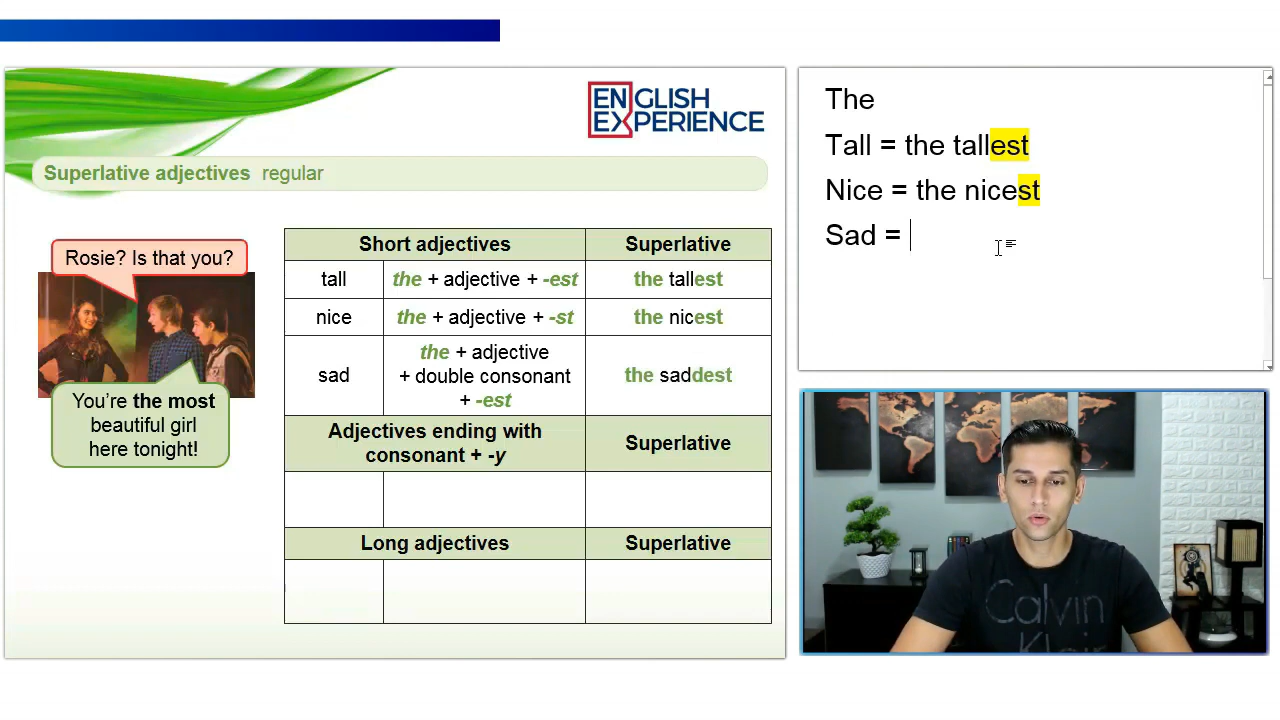 ENGLISH
EXPERIENCE
Superlative adjectives regular
Rosie? Is that you?
You're the most
beautiful girl
here tonight!
Short adjectives Superlative
tall the + adjective + -est the tallest
nice the + adjective + -st the nicest
sad the + adjective
+ double consonant
+ -est
the saddest
Adjectives ending with
consonant + -y
Superlative
Long adjectives Superlative
The
Tall = the tallest
Nice = the nicest
Sad =
Calvin
Klein